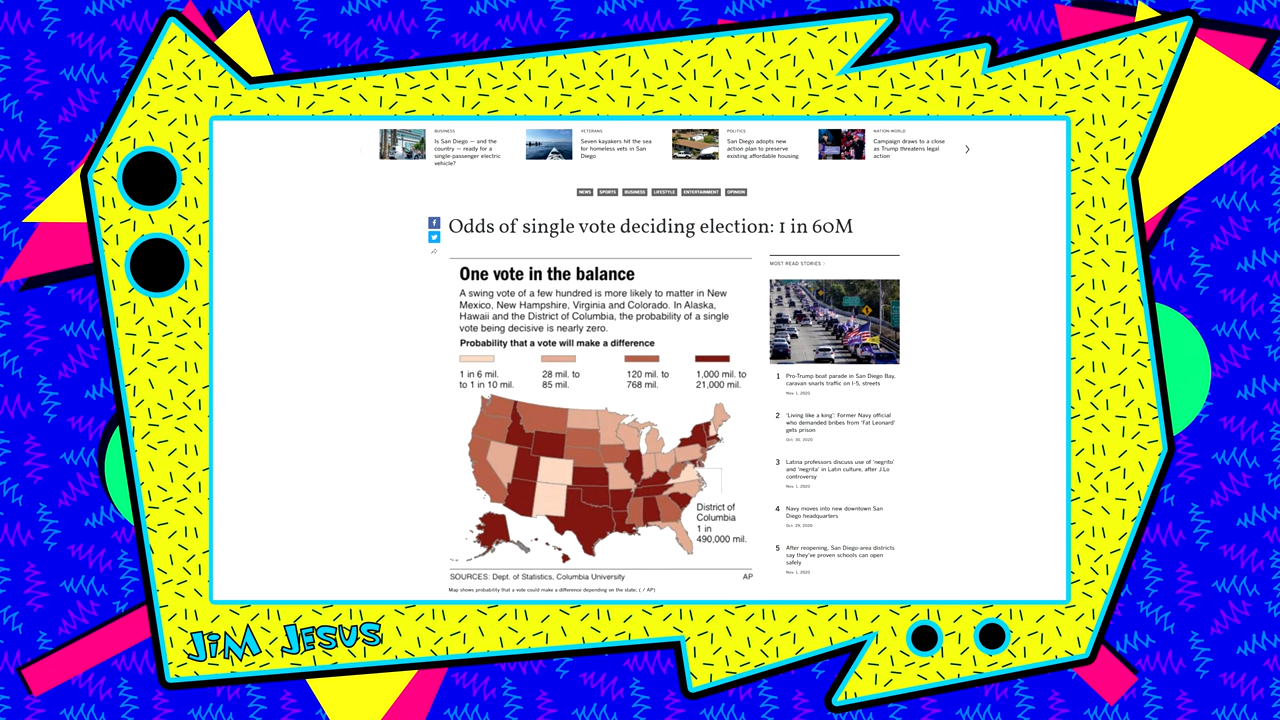 BUSINESS
Is San Diego — and the
country — ready for a
single-passenger electric
vehicle?
VETERANS
Seven kayakers hit the sea
for homeless vets in San
Diego
POLITICS
San Diego adopts new
action plan to preserve
existing affordable housing
NATION-WORLD
Campaign draws to a close
as Trump threatens legal
action
NEWS SPORTS BUSINESS LIFESTYLE ENTERTAINMENT OPINION
Odds of single vote deciding election: 1 in 60M
One vote in the balance
A swing vote of a few hundred is more likely to matter in New
Mexico, New Hampshire, Virginia and Colorado. In Alaska,
Hawaii and the District of Columbia, the probability of a single
vote being decisive is nearly zero.
Probability that a vote will make a difference
1 in 6 mil.
to 1 in 10 mil.
28 mil. to
85 mil.
120 mil. to
768 mil.
1,000 mil. to
21,000 mil.
District of
Columbia
1 in
490,000 mil.
SOURCES: Dept. of Statistics, Columbia University AP
Map shows probability that a vote could make a difference depending on the state. ( / AP)
MOST READ STORIES
1 Pro-Trump boat parade in San Diego Bay,
caravan snarls traffic on I-5, streets
Nov. 1, 2020
2 'Living like a king': Former Navy official
who demanded bribes from 'Fat Leonard'
gets prison
Oct. 30, 2020
3 Latina professors discuss use of 'negrito'
and 'negrita' in Latin culture, after J.Lo
controversy
Nov. 1, 2020
4 Navy moves into new downtown San
Diego headquarters
Oct. 29, 2020
5 After reopening, San Diego-area districts
say they've proven schools can open
safely
Nov. 1, 2020
JIM JESUS